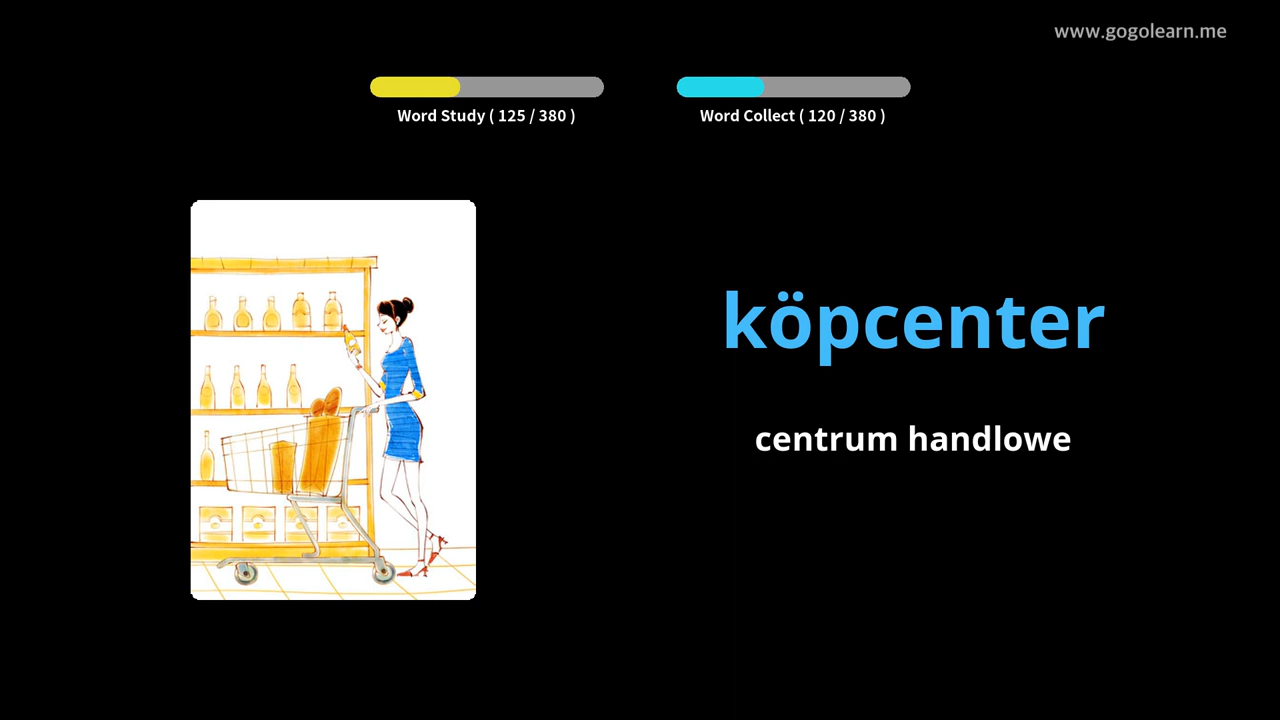 www.gogolearn.me
Word Study ( 125 / 380 )
Word Collect ( 120 / 380 )
köpcenter
centrum handlowe